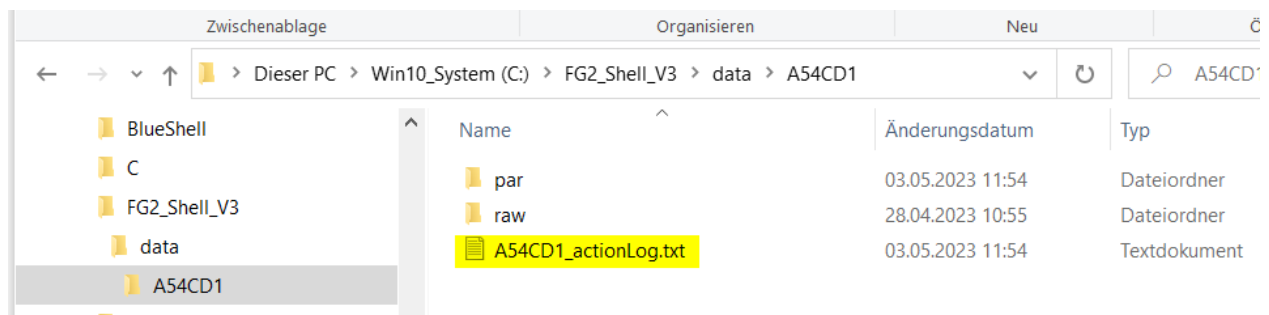 Zwischenablage Organisieren Neu
Dieser PC > Win10_System (C:) > FG2_Shell_V3 > data > A54CD1 A54CD1
BlueShell Name Änderungsdatum Typ
C par 03.05.2023 11:54 Dateiordner
FG2_Shell_V3 raw 28.04.2023 10:55 Dateiordner
data A54CD1_actionLog.txt 03.05.2023 11:54 Textdokument
A54CD1